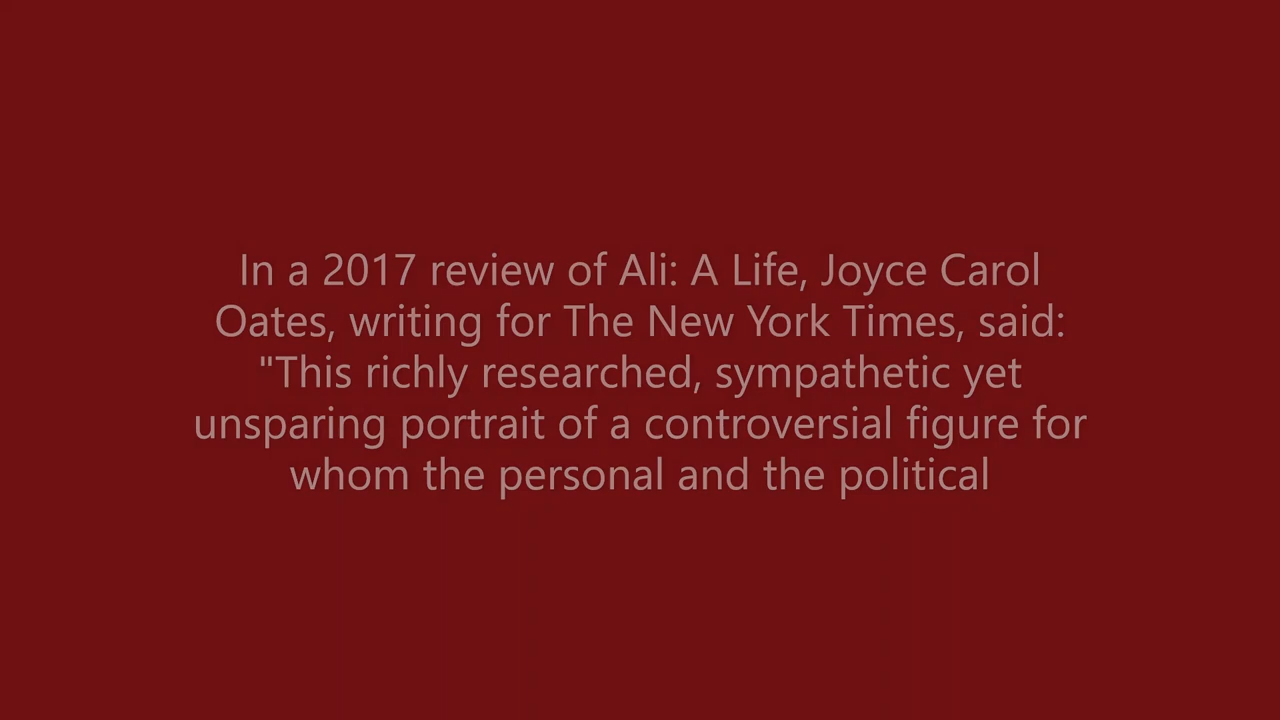 In a 2017 review of Ali: A Life, Joyce Carol
Oates, writing for The New York Times, said:
"This richly researched, sympathetic yet
unsparing portrait of a controversial figure for
whom the personal and the political